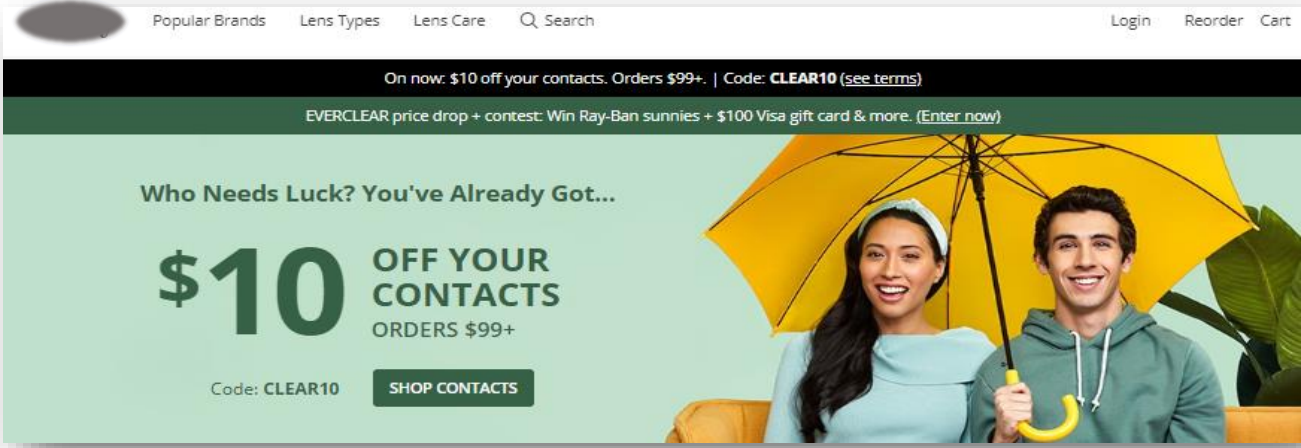 Popular Brands Lens Types Lens Care Search Login Reorder Cart
On now: $10 off your contacts. Orders $99+. | Code: CLEAR10 (see terms)
EVERCLEAR price drop + contest: Win Ray-Ban sunnies + $100 Visa gift card & more. (Enter now)
Who Needs Luck? You've Already Got...
$10 OFF YOUR
CONTACTS
ORDERS $99+
Code: CLEAR10 SHOP CONTACTS